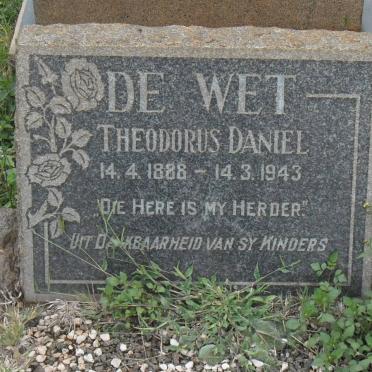 DE WET
THEODORUS DANIEL
14.4.1888 – 14.3.1943
"DIE HERE IS MY HERDER."
UIT DANKBAARHEID VAN SY KINDERS